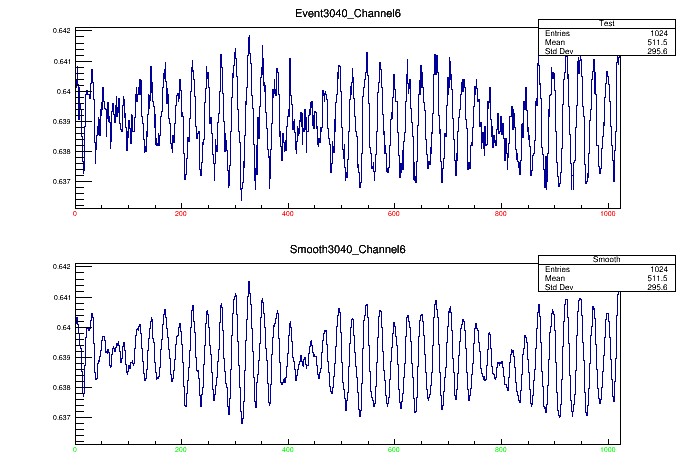 Event3040_Channel6
Test
Entries 1024
Mean 511.5
Std Dev 295.6
0.642
0.641
0.64
0.639
0.638
0.637
0 200 400 600 800 1000
Smooth3040_Channel6
Smooth
Entries 1024
Mean 511.5
Std Dev 295.6
0.642
0.641
0.64
0.639
0.638
0.637
0 200 400 600 800 1000